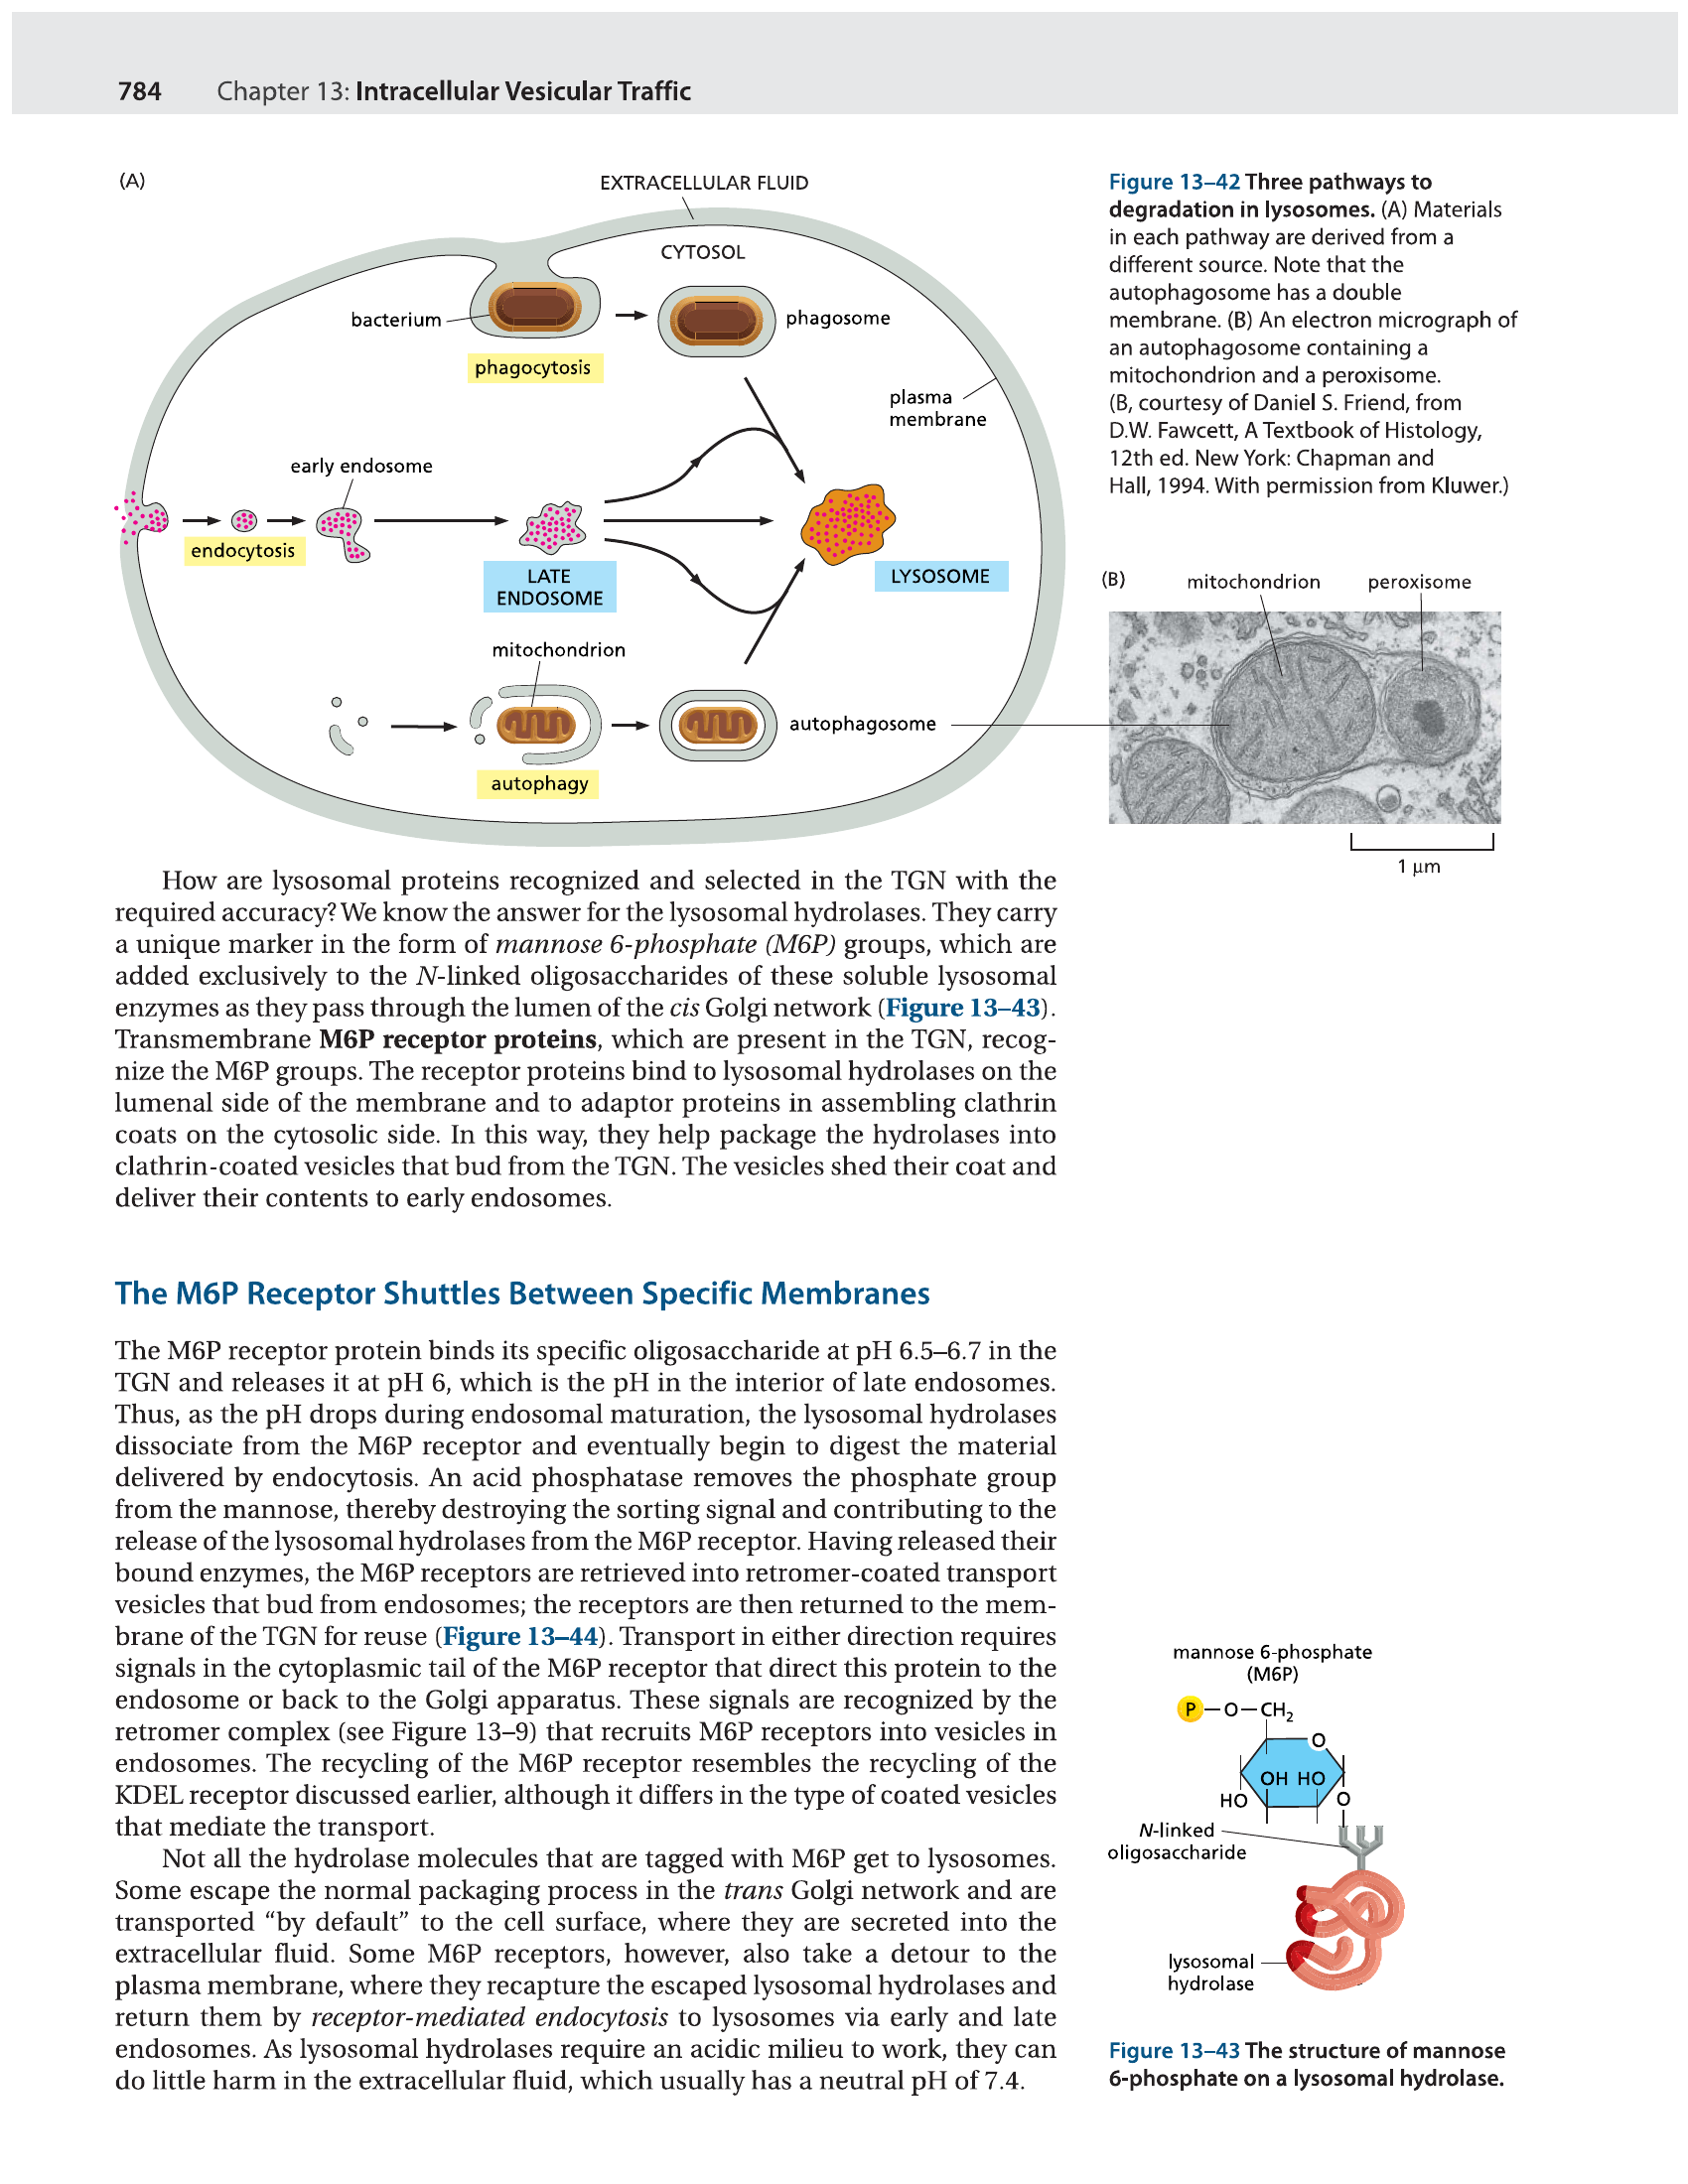 784 Chapter 13: Intracellular Vesicular Traffic
(A)
EXTRACELLULAR FLUID
CYTOSOL
bacterium
phagosome
phagocytosis
plasma
membrane
early endosome
endocytosis
LATE
ENDOSOME
LYSOSOME
mitochondrion
autophagosome
autophagy
Figure 13–42 Three pathways to
degradation in lysosomes. (A) Materials
in each pathway are derived from a
different source. Note that the
autophagosome has a double
membrane. (B) An electron micrograph of
an autophagosome containing a
mitochondrion and a peroxisome.
(B, courtesy of Daniel S. Friend, from
D.W. Fawcett, A Textbook of Histology,
12th ed. New York: Chapman and
Hall, 1994. With permission from Kluwer.)
(B)
mitochondrion
peroxisome
1 μm
How are lysosomal proteins recognized and selected in the TGN with the
required accuracy? We know the answer for the lysosomal hydrolases. They carry
a unique marker in the form of mannose 6-phosphate (M6P) groups, which are
added exclusively to the N-linked oligosaccharides of these soluble lysosomal
enzymes as they pass through the lumen of the cis Golgi network (Figure 13–43).
Transmembrane M6P receptor proteins, which are present in the TGN, recog-
nize the M6P groups. The receptor proteins bind to lysosomal hydrolases on the
lumenal side of the membrane and to adaptor proteins in assembling clathrin
coats on the cytosolic side. In this way, they help package the hydrolases into
clathrin-coated vesicles that bud from the TGN. The vesicles shed their coat and
deliver their contents to early endosomes.
The M6P Receptor Shuttles Between Specific Membranes
The M6P receptor protein binds its specific oligosaccharide at pH 6.5–6.7 in the
TGN and releases it at pH 6, which is the pH in the interior of late endosomes.
Thus, as the pH drops during endosomal maturation, the lysosomal hydrolases
dissociate from the M6P receptor and eventually begin to digest the material
delivered by endocytosis. An acid phosphatase removes the phosphate group
from the mannose, thereby destroying the sorting signal and contributing to the
release of the lysosomal hydrolases from the M6P receptor. Having released their
bound enzymes, the M6P receptors are retrieved into retromer-coated transport
vesicles that bud from endosomes; the receptors are then returned to the mem-
brane of the TGN for reuse (Figure 13–44). Transport in either direction requires
signals in the cytoplasmic tail of the M6P receptor that direct this protein to the
endosome or back to the Golgi apparatus. These signals are recognized by the
retromer complex (see Figure 13–9) that recruits M6P receptors into vesicles in
endosomes. The recycling of the M6P receptor resembles the recycling of the
KDEL receptor discussed earlier, although it differs in the type of coated vesicles
that mediate the transport.
Not all the hydrolase molecules that are tagged with M6P get to lysosomes.
Some escape the normal packaging process in the trans Golgi network and are
transported “by default” to the cell surface, where they are secreted into the
extracellular fluid. Some M6P receptors, however, also take a detour to the
plasma membrane, where they recapture the escaped lysosomal hydrolases and
return them by receptor-mediated endocytosis to lysosomes via early and late
endosomes. As lysosomal hydrolases require an acidic milieu to work, they can
do little harm in the extracellular fluid, which usually has a neutral pH of 7.4.
mannose 6-phosphate
(M6P)
P–O–CH2
O
OH HO
HO
O
N-linked
oligosaccharide
lysosomal
hydrolase
Figure 13–43 The structure of mannose
6-phosphate on a lysosomal hydrolase.